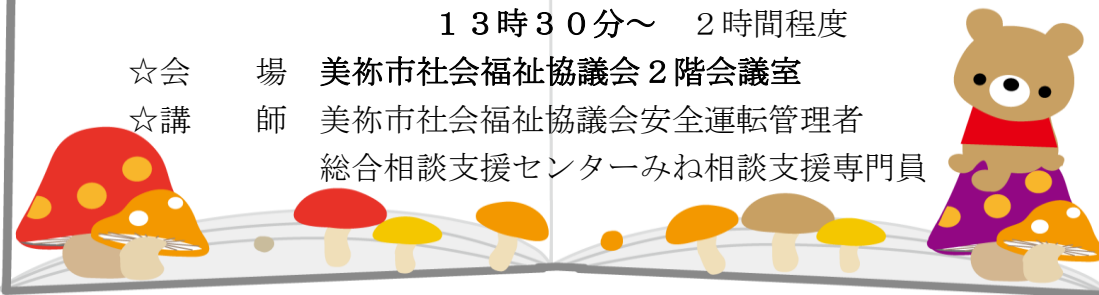 １３時３０分～　２時間程度
☆会　　場　美祢市社会福祉協議会２階会議室
☆講　　師　美祢市社会福祉協議会安全運転管理者
総合相談支援センターみね相談支援専門員